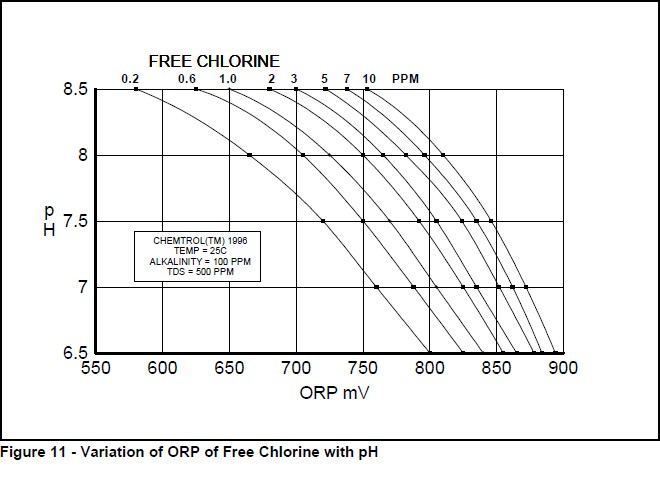 FREE CHLORINE
0.2 0.6 1.0 2 3 5 7 10 PPM
8.5
8
p
H
7.5
CHEMTROL(TM) 1996
TEMP = 25C
ALKALINITY = 100 PPM
TDS = 500 PPM
7
6.5
550 600 650 700 750 800 850 900
ORP mV
Figure 11 - Variation of ORP of Free Chlorine with pH